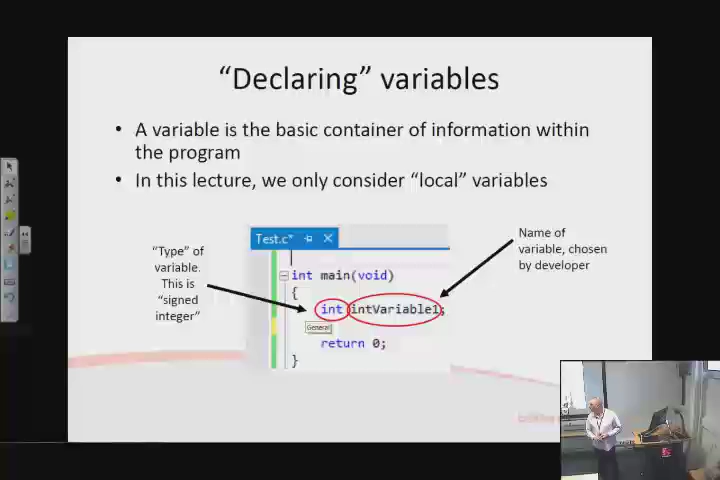 “Declaring” variables
• A variable is the basic container of information within
the program
• In this lecture, we only consider “local” variables
“Type” of
variable.
This is
“signed
integer”
Test.c*
int main(void)
{
int intVariable1;
General
return 0;
}
Name of
variable, chosen
by developer